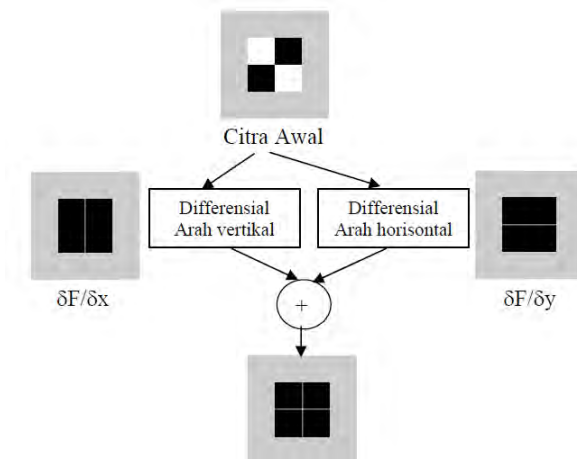 Citra Awal
Differensial
Arah vertikal
Differensial
Arah horisontal
δF/δx
δF/δy
+